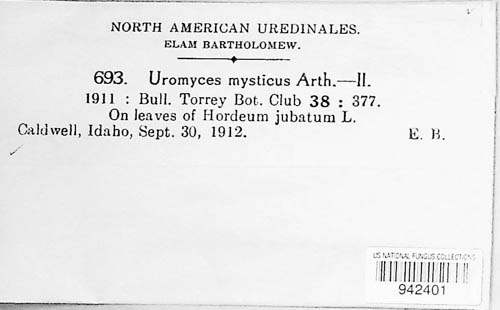 NORTH AMERICAN UREDINALES.
ELAM BARTHOLOMEW.
693. Uromyces mysticus Arth.—II.
1911 : Bull. Torrey Bot. Club 38 : 377.
On leaves of Hordeum jubatum L.
Caldwell, Idaho, Sept. 30, 1912. E. B.
US NATIONAL FUNGUS COLLECTIONS
942401